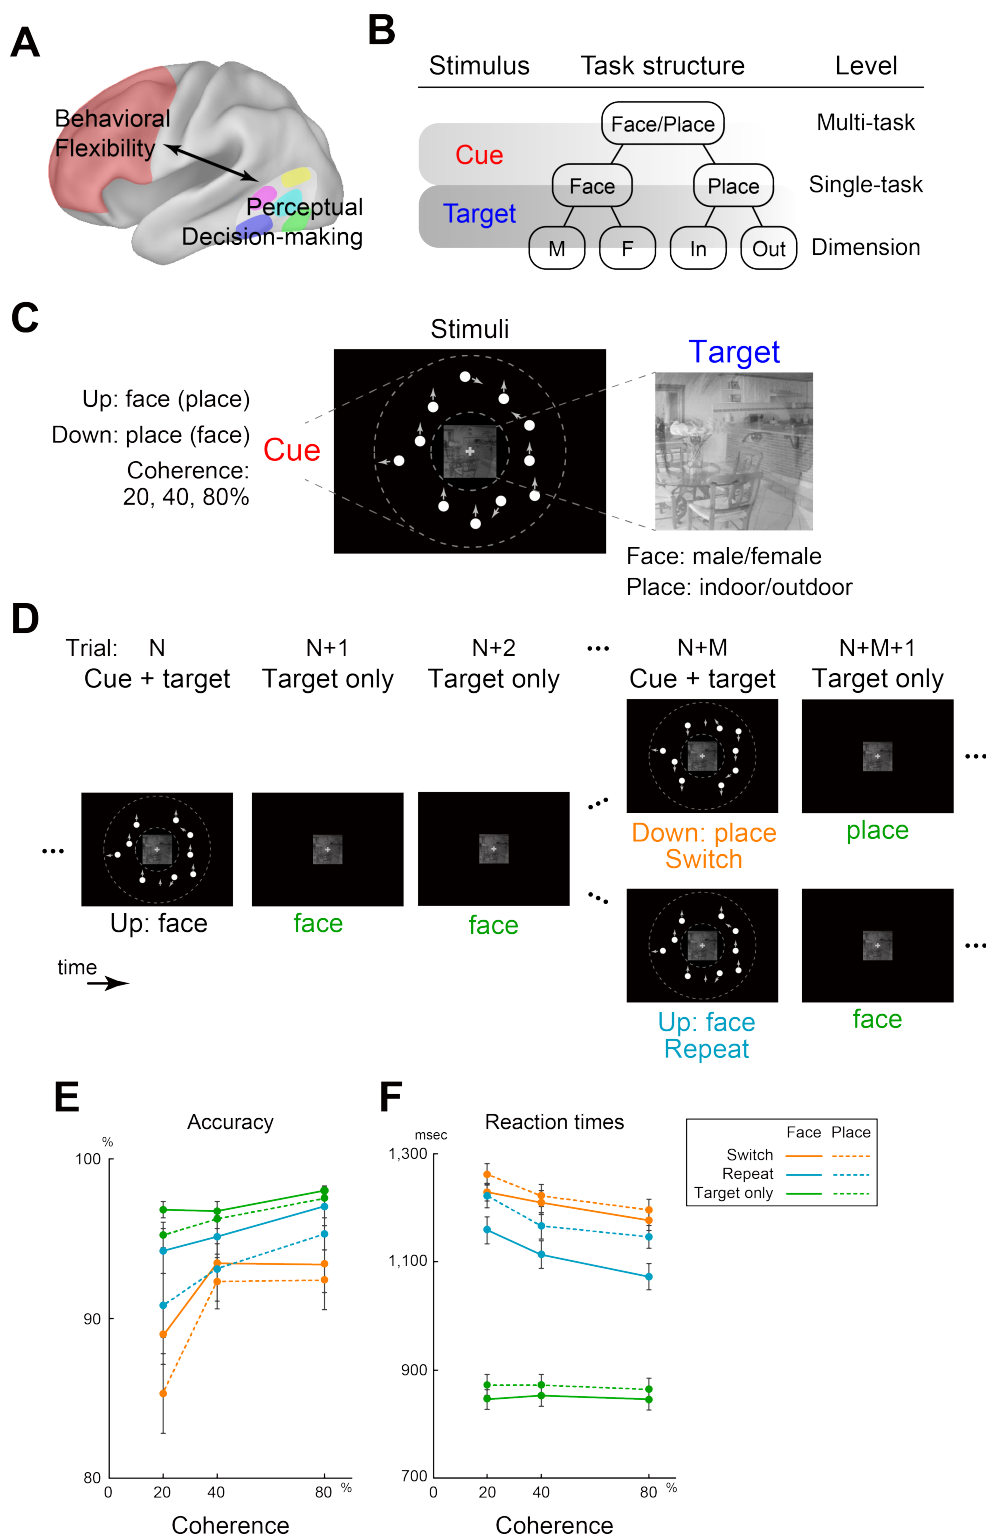 A
Behavioral
Flexibility
Perceptual
Decision-making
B
Stimulus Task structure Level
Face/Place Multi-task
Cue
Face Place Single-task
Target
M F In Out Dimension
C
Stimuli
Up: face (place)
Down: place (face)
Coherence:
20, 40, 80%
Cue
Target
Face: male/female
Place: indoor/outdoor
D
Trial: N N+1 N+2 ••• N+M N+M+1
Cue + target Target only Target only Cue + target Target only
Down: place
Switch
place
Up: face face face
time
Up: face
Repeat
face
E
Accuracy
%
100
90
80
0 20 40 80 %
Coherence
F
Reaction times
msec
1,300
1,100
900
700
0 20 40 80 %
Coherence
Face Place
Switch
Repeat
Target only